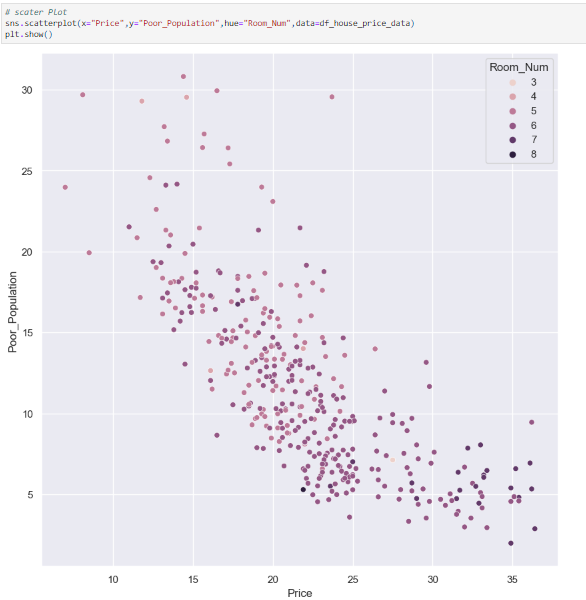 # scater Plot
sns.scatterplot(x="Price",y="Poor_Population",hue="Room_Num",data=df_house_price_data)
plt.show()
Room_Num
3
4
5
6
7
8
30
25
20
15
10
5
Poor_Population
10 15 20 25 30 35
Price